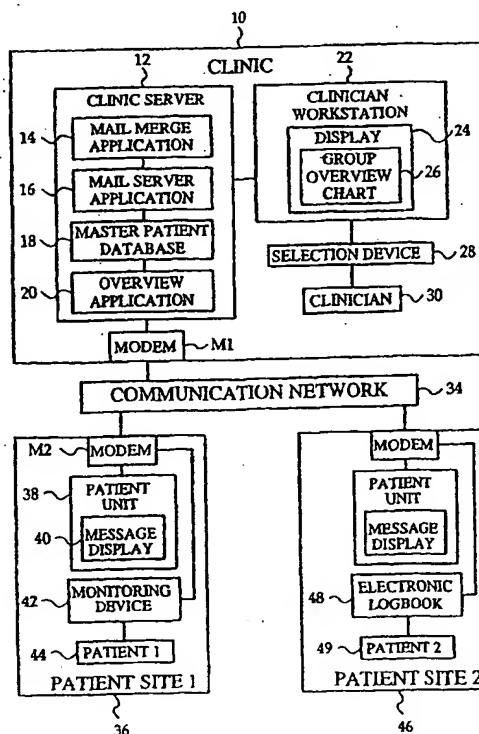 10
12
CLINIC
22
CLINIC SERVER
14
MAIL MERGE
APPLICATION
16
MAIL SERVER
APPLICATION
18
MASTER PATIENT
DATABASE
20
OVERVIEW
APPLICATION
CLINICIAN
WORKSTATION
DISPLAY
24
GROUP
OVERVIEW
CHART
26
SELECTION DEVICE
28
CLINICIAN
30
MODEM
M1
COMMUNICATION NETWORK
34
M2
MODEM
38
PATIENT
UNIT
40
MESSAGE
DISPLAY
42
MONITORING
DEVICE
44
PATIENT 1
PATIENT SITE 1
36
MODEM
PATIENT
UNIT
MESSAGE
DISPLAY
ELECTRONIC
LOGBOOK
48
49
PATIENT 2
PATIENT SITE 2
46